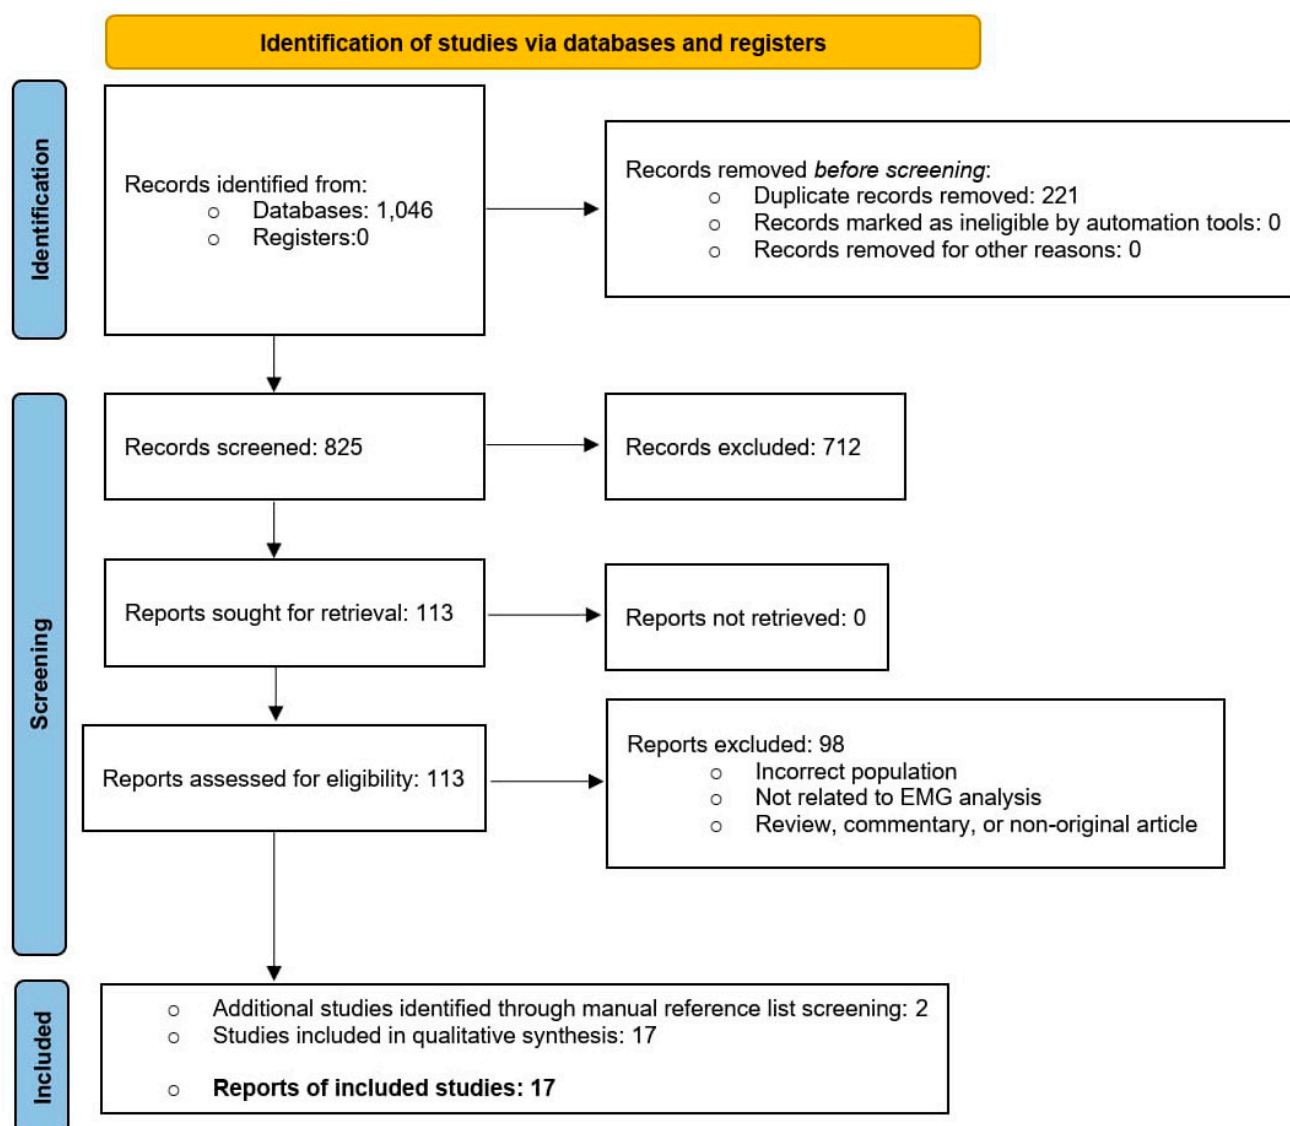 Identification of studies via databases and registers
Identification
Records identified from:
o Databases: 1,046
o Registers:0
Records removed before screening:
o Duplicate records removed: 221
o Records marked as ineligible by automation tools: 0
o Records removed for other reasons: 0
Screening
Records screened: 825
Records excluded: 712
Reports sought for retrieval: 113
Reports not retrieved: 0
Reports assessed for eligibility: 113
Reports excluded: 98
o Incorrect population
o Not related to EMG analysis
o Review, commentary, or non-original article
Included
o Additional studies identified through manual reference list screening: 2
o Studies included in qualitative synthesis: 17
o Reports of included studies: 17